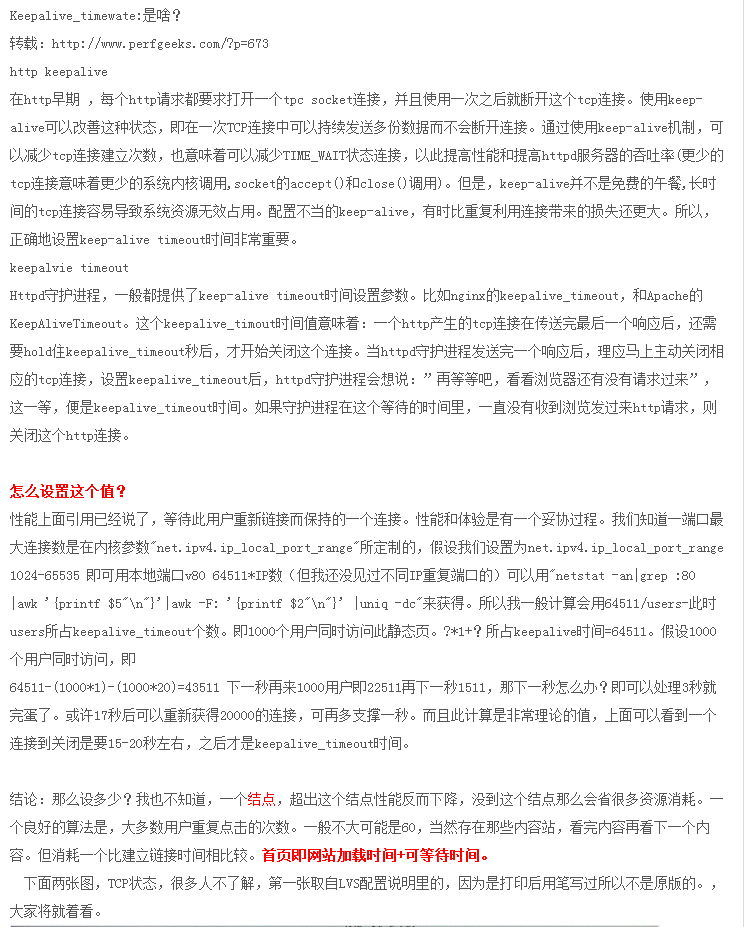 Keepalive_timewate:是啥？
转载：http://www.perfgeeks.com/?p=673
http keepalive
在http早期 ，每个http请求都要求打开一个tpc socket连接，并且使用一次之后就断开这个tcp连接。使用keep-
alive可以改善这种状态，即在一次TCP连接中可以持续发送多份数据而不会断开连接。通过使用keep-alive机制，可
以减少tcp连接建立次数，也意味着可以减少TIME_WAIT状态连接，以此提高性能和提高httpd服务器的吞吐率(更少的
tcp连接意味着更少的系统内核调用,socket的accept()和close()调用)。但是，keep-alive并不是免费的午餐,长时
间的tcp连接容易导致系统资源无效占用。配置不当的keep-alive，有时比重复利用连接带来的损失还更大。所以，
正确地设置keep-alive timeout时间非常重要。
keepalvie timeout
Httpd守护进程，一般都提供了keep-alive timeout时间设置参数。比如nginx的keepalive_timeout，和Apache的
KeepAliveTimeout。这个keepalive_timout时间值意味着：一个http产生的tcp连接在传送完最后一个响应后，还需
要hold住keepalive_timeout秒后，才开始关闭这个连接。当httpd守护进程发送完一个响应后，理应马上主动关闭相
应的tcp连接，设置keepalive_timeout后，httpd守护进程会想说：”再等等吧，看看浏览器还有没有请求过来”，
这一等，便是keepalive_timeout时间。如果守护进程在这个等待的时间里，一直没有收到浏览发过来http请求，则
关闭这个http连接。
怎么设置这个值？
性能上面引用已经说了，等待此用户重新链接而保持的一个连接。性能和体验是有一个妥协过程。我们知道一端口最
大连接数是在内核参数"net.ipv4.ip_local_port_range"所定制的，假设我们设置为net.ipv4.ip_local_port_range
1024-65535 即可用本地端口v80 64511*IP数（但我还没见过不同IP重复端口的）可以用"netstat -an|grep :80
|awk '{printf $5"\n"}'|awk -F: '{printf $2"\n"}' |uniq -dc"来获得。所以我一般计算会用64511/users-此时
users所占keepalive_timeout个数。即1000个用户同时访问此静态页。?*1+？所占keepalive时间=64511。假设1000
个用户同时访问，即
64511-(1000*1)-(1000*20)=43511 下一秒再来1000用户即22511再下一秒1511，那下一秒怎么办？即可以处理3秒就
完蛋了。或许17秒后可以重新获得20000的连接，可再多支撑一秒。而且此计算是非常理论的值，上面可以看到一个
连接到关闭是要15-20秒左右，之后才是keepalive_timeout时间。
结论：那么设多少？我也不知道，一个结点，超出这个结点性能反而下降，没到这个结点那么会省很多资源消耗。一
个良好的算法是，大多数用户重复点击的次数。一般不大可能是60，当然存在那些内容站，看完内容再看下一个内
容。但消耗一个比建立链接时间相比较。首页即网站加载时间+可等待时间。
下面两张图，TCP状态，很多人不了解，第一张取自LVS配置说明里的，因为是打印后用笔写过所以不是原版的。，
大家将就着看。